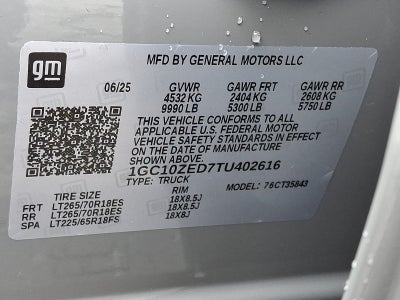 gm
MFD BY GENERAL MOTORS LLC
06/25 GVWR GAWR FRT GAWR RR
4532 KG 2404 KG 2608 KG
9990 LB 5300 LB 5750 LB
THIS VEHICLE CONFORMS TO ALL
APPLICABLE U.S. FEDERAL MOTOR
VEHICLE SAFETY STANDARDS IN EFFECT
ON THE DATE OF MANUFACTURE
SHOWN ABOVE.
1GC10ZED7TU402616
TYPE: TRUCK MODEL: 76CT35843
TIRE SIZE RIM
FRT LT265/70R18ES 18X8.5J
RR LT265/70R18ES 18X8.5J
SPA LT225/65R18FS 18X8J